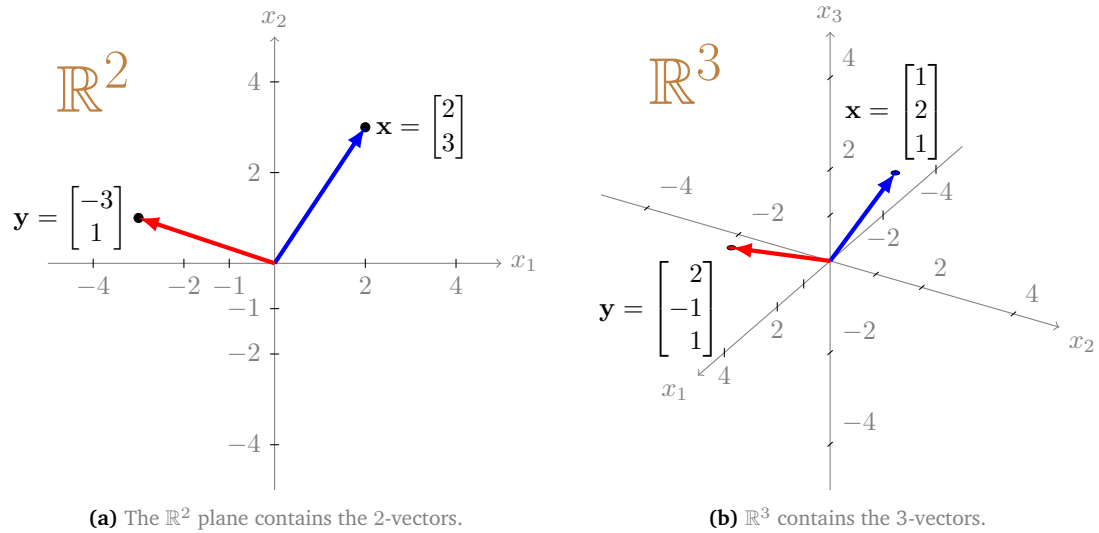 ℝ²
x₂
4
2
x = [2
3]
y = [−3
1]
−4
−2
−1
2
4
x₁
−1
−2
−4
(a) The ℝ² plane contains the 2-vectors.
ℝ³
x₃
4
2
x = [1
2
1]
−4
−2
−4
−2
y = [2
−1
1]
2
4
x₂
2
4
x₁
−2
−4
(b) ℝ³ contains the 3-vectors.